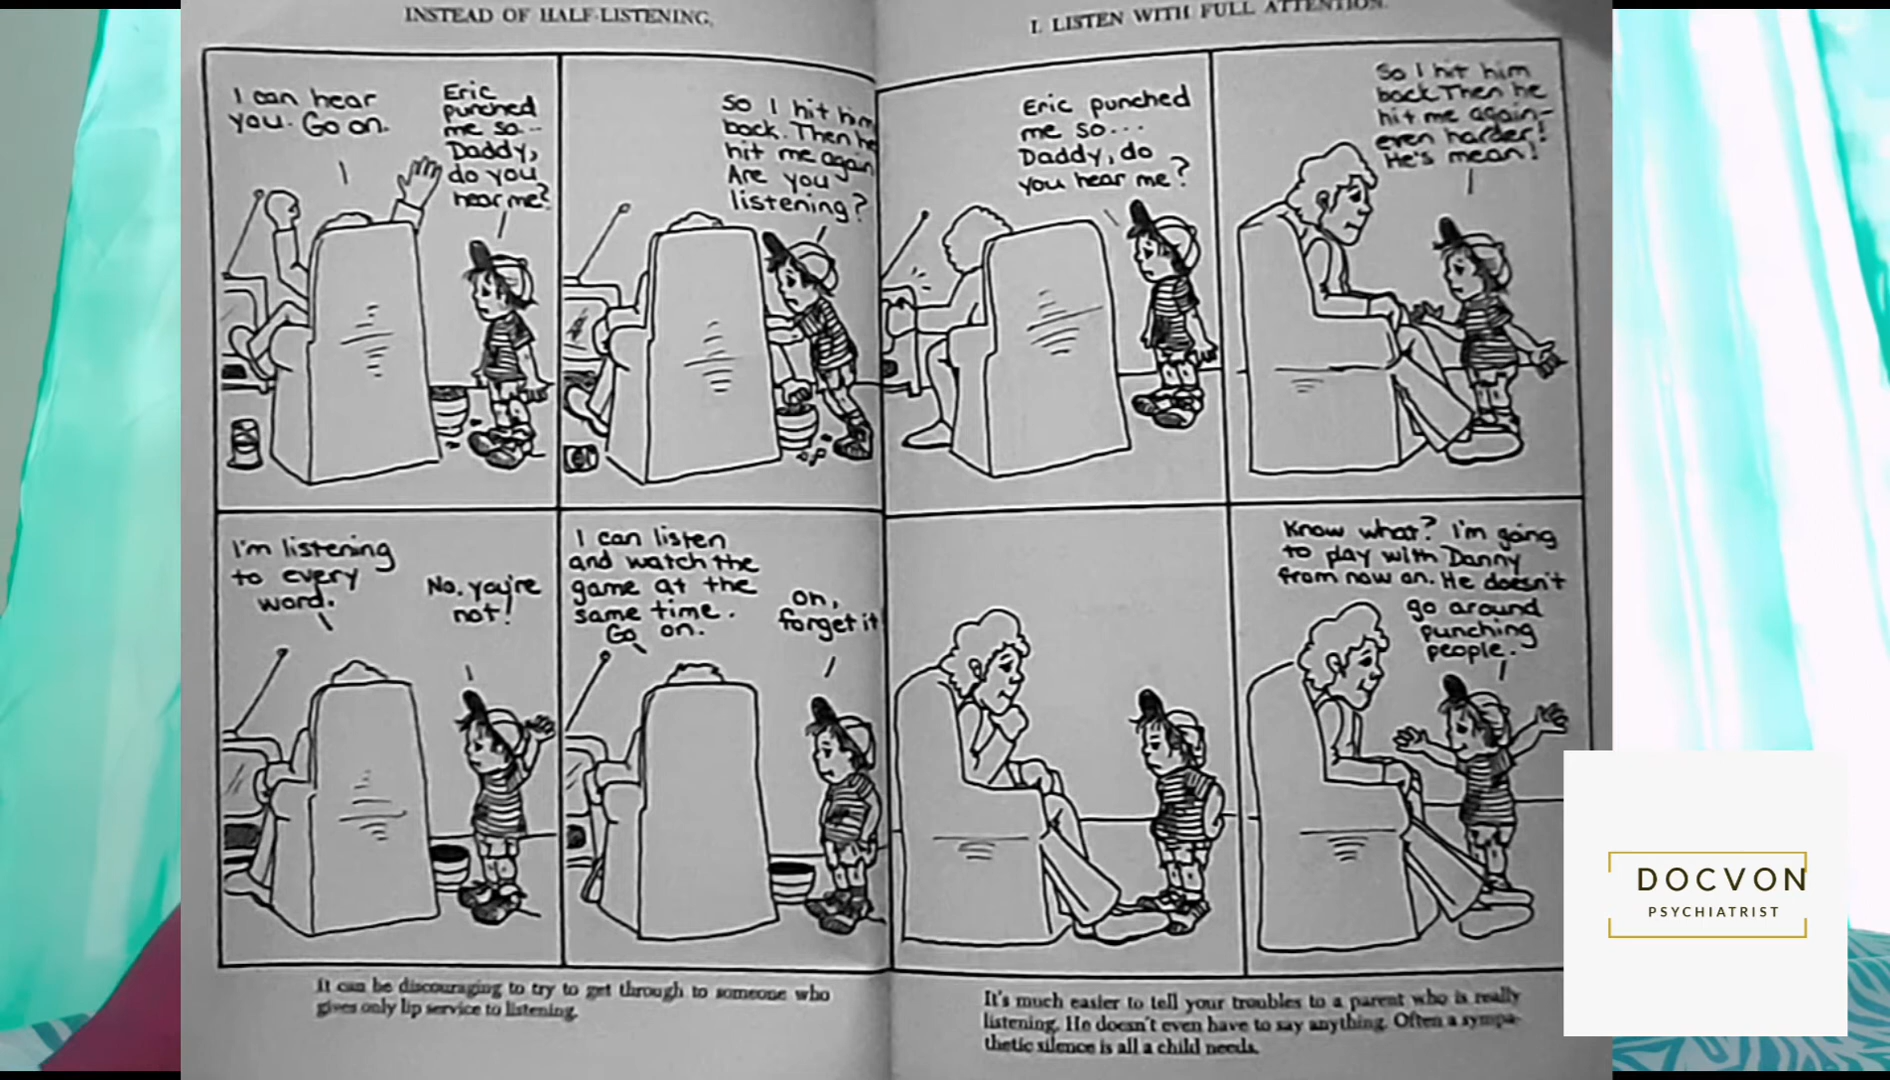 INSTEAD OF HALF-LISTENING,
I can hear
you. Go on.
Eric
punched
me so--
Daddy,
do you
hear me?
So I hit him
back. Then he
hit me again
Are you
listening?
I'm listening
to every
word.
No, you're
not!
I can listen
and watch the
game at the
same time.
Go on.
Oh,
forget it
It can be discouraging to try to get through to someone who
gives only lip service to listening.
I. LISTEN WITH FULL ATTENTION.
Eric punched
me so...
Daddy, do
you hear me?
So I hit him
back Then he
hit me again-
even harder!
He's mean!
Know what? I'm going
to play with Danny
from now on. He doesn't
go around
punching
people.
It's much easier to tell your troubles to a parent who is really
listening. He doesn't even have to say anything. Often a sympa-
thetic silence is all a child needs.
DOCVON
PSYCHIATRIST